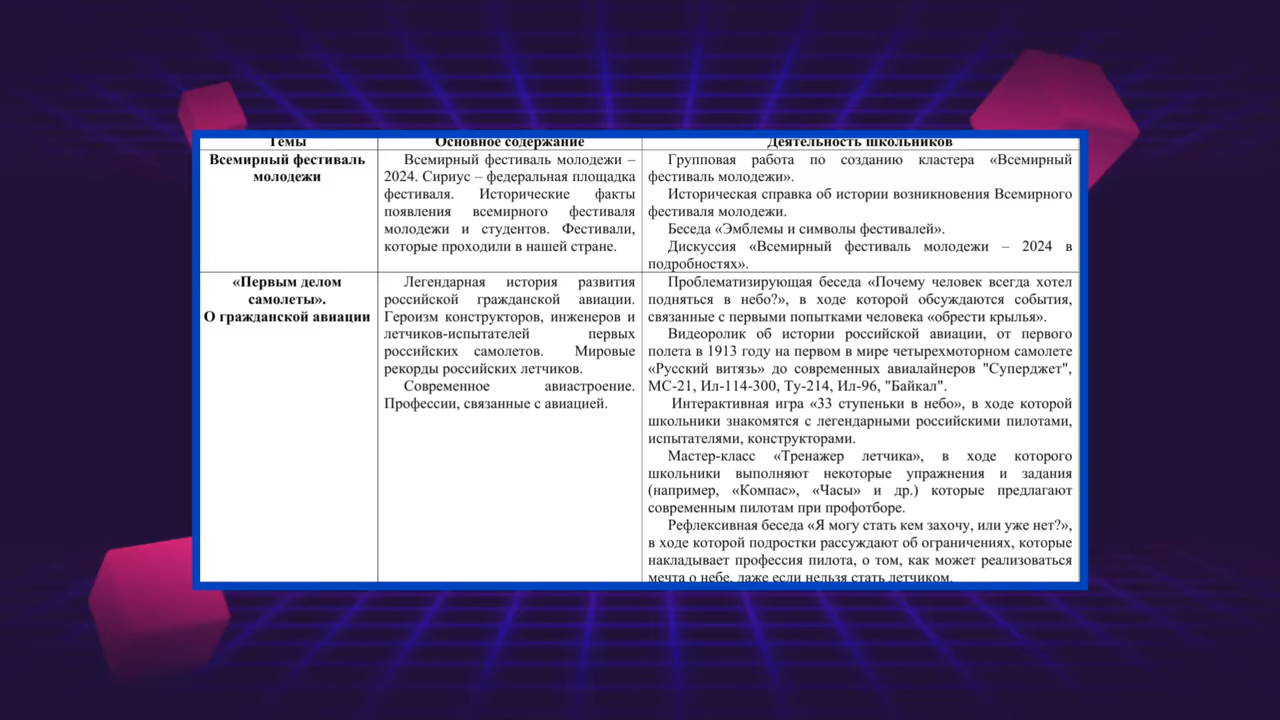 Темы
Основное содержание
Деятельность школьников
Всемирный фестиваль
молодежи
Всемирный фестиваль молодежи –
2024. Сириус – федеральная площадка
фестиваля. Исторические факты
появления всемирного фестиваля
молодежи и студентов. Фестивали,
которые проходили в нашей стране.
Групповая работа по созданию кластера «Всемирный
фестиваль молодежи».
Историческая справка об истории возникновения Всемирного
фестиваля молодежи.
Беседа «Эмблемы и символы фестивалей».
Дискуссия «Всемирный фестиваль молодежи – 2024 в
подробностях».
«Первым делом
самолеты».
О гражданской авиации
Легендарная история развития
российской гражданской авиации.
Героизм конструкторов, инженеров и
летчиков-испытателей первых
российских самолетов. Мировые
рекорды российских летчиков.
Современное авиастроение.
Профессии, связанные с авиацией.
Проблематизирующая беседа «Почему человек всегда хотел
подняться в небо?», в ходе которой обсуждаются события,
связанные с первыми попытками человека «обрести крылья».
Видеоролик об истории российской авиации, от первого
полета в 1913 году на первом в мире четырехмоторном самолете
«Русский витязь» до современных авиалайнеров "Суперджет",
МС-21, Ил-114-300, Ту-214, Ил-96, "Байкал".
Интерактивная игра «33 ступеньки в небо», в ходе которой
школьники знакомятся с легендарными российскими пилотами,
испытателями, конструкторами.
Мастер-класс «Тренажер летчика», в ходе которого
школьники выполняют некоторые упражнения и задания
(например, «Компас», «Часы» и др.) которые предлагают
современным пилотам при профотборе.
Рефлексивная беседа «Я могу стать кем захочу, или уже нет?»,
в ходе которой подростки рассуждают об ограничениях, которые
накладывает профессия пилота, о том, как может реализоваться
мечта о небе, даже если нельзя стать летчиком.